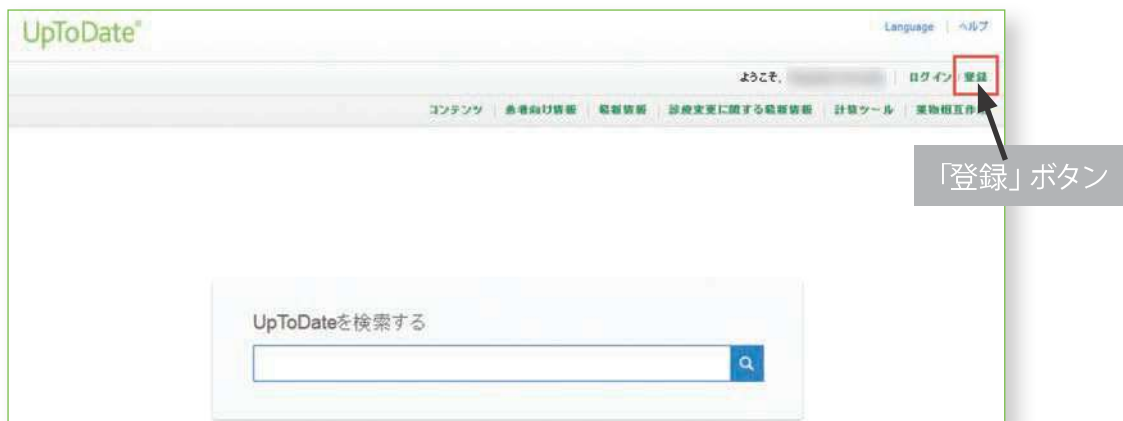 UpToDate®
Language | ヘルプ
ようこそ, | ログイン / 登録
コンテンツ | 患者向け情報 | 最新情報 | 診療変更に関する最新情報 | 計算ツール | 薬物相互作
「登録」ボタン
UpToDateを検索する